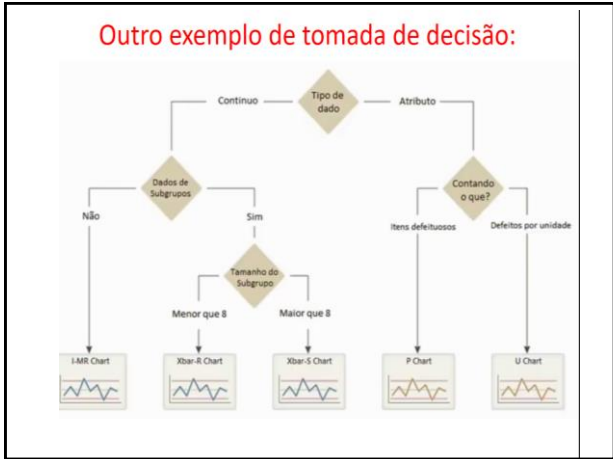 Outro exemplo de tomada de decisão:
Tipo de
dado
Continuo
Atributo
Dados de
Subgrupos
Contando
o que?
Não
Sim
Itens defeituosos
Defeitos por unidade
Tamanho do
Subgrupo
Menor que 8
Maior que 8
I-MR Chart
Xbar-R Chart
Xbar-S Chart
P Chart
U Chart